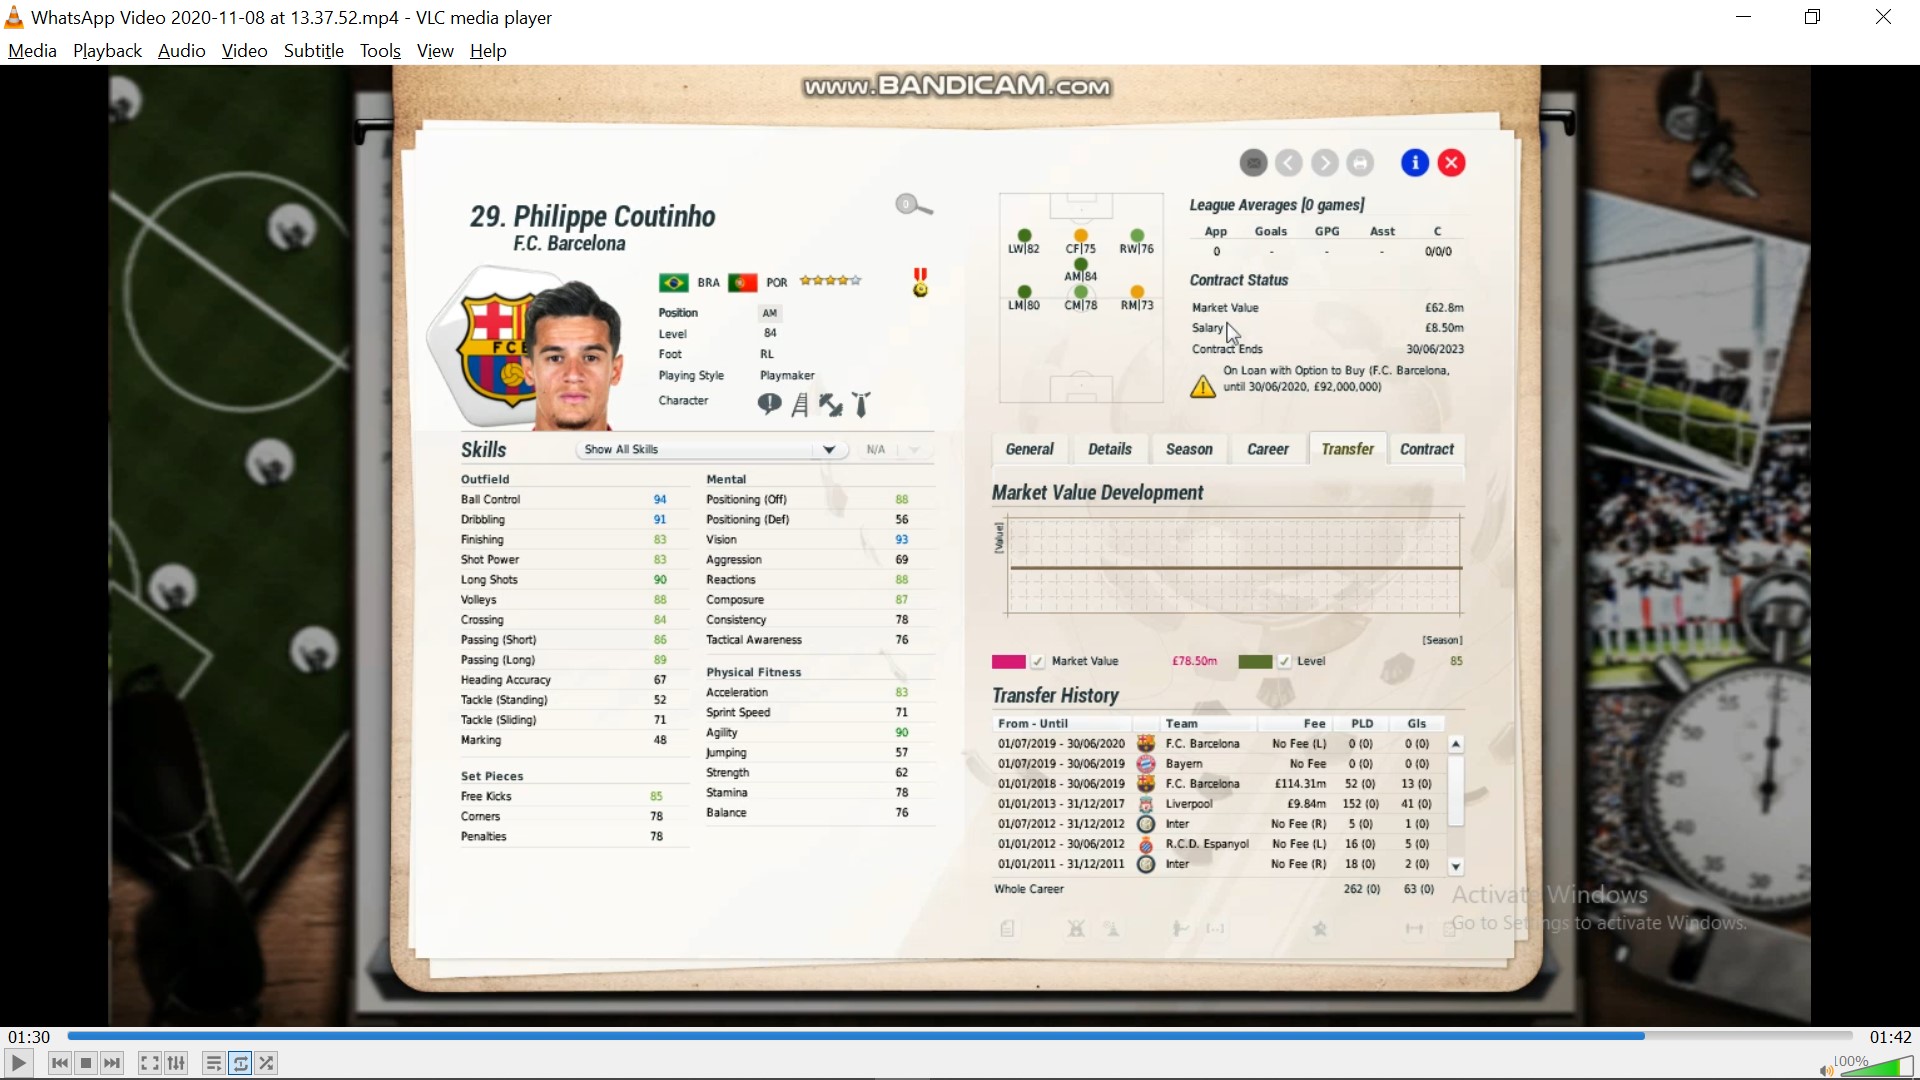 WhatsApp Video 2020-11-08 at 13.37.52.mp4 - VLC media player
Media Playback Audio Video Subtitle Tools View Help
www.BANDICAM.com
29. Philippe Coutinho
F.C. Barcelona
0
BRA POR
Position AM
Level 84
Foot RL
Playing Style Playmaker
Character
FCB
LW|82 CF|75 RW|76
AM|84
LM|80 CM|78 RM|73
League Averages [0 games]
App Goals GPG Asst C
0 - - - 0/0/0
Contract Status
Market Value £62.8m
Salary £8.50m
Contract Ends 30/06/2023
On Loan with Option to Buy (F.C. Barcelona,
until 30/06/2020, £92,000,000)
Skills Show All Skills N/A
Outfield
Ball Control 94
Dribbling 91
Finishing 83
Shot Power 83
Long Shots 90
Volleys 88
Crossing 84
Passing (Short) 86
Passing (Long) 89
Heading Accuracy 67
Tackle (Standing) 52
Tackle (Sliding) 71
Marking 48
Set Pieces
Free Kicks 85
Corners 78
Penalties 78
Mental
Positioning (Off) 88
Positioning (Def) 56
Vision 93
Aggression 69
Reactions 88
Composure 87
Consistency 78
Tactical Awareness 76
Physical Fitness
Acceleration 83
Sprint Speed 71
Agility 90
Jumping 57
Strength 62
Stamina 78
Balance 76
General Details Season Career Transfer Contract
Market Value Development
[Value]
[Season]
Market Value £78.50m Level 85
Transfer History
From - Until Team Fee PLD Gls
01/07/2019 - 30/06/2020 F.C. Barcelona No Fee (L) 0 (0) 0 (0)
01/07/2019 - 30/06/2019 Bayern No Fee 0 (0) 0 (0)
01/01/2018 - 30/06/2019 F.C. Barcelona £114.31m 52 (0) 13 (0)
01/01/2013 - 31/12/2017 Liverpool £9.84m 152 (0) 41 (0)
01/07/2012 - 31/12/2012 Inter No Fee (R) 5 (0) 1 (0)
01/01/2012 - 30/06/2012 R.C.D. Espanyol No Fee (L) 16 (0) 5 (0)
01/01/2011 - 31/12/2011 Inter No Fee (R) 18 (0) 2 (0)
Whole Career 262 (0) 63 (0)
Activate Windows
Go to Settings to activate Windows.
01:30 01:42
100%